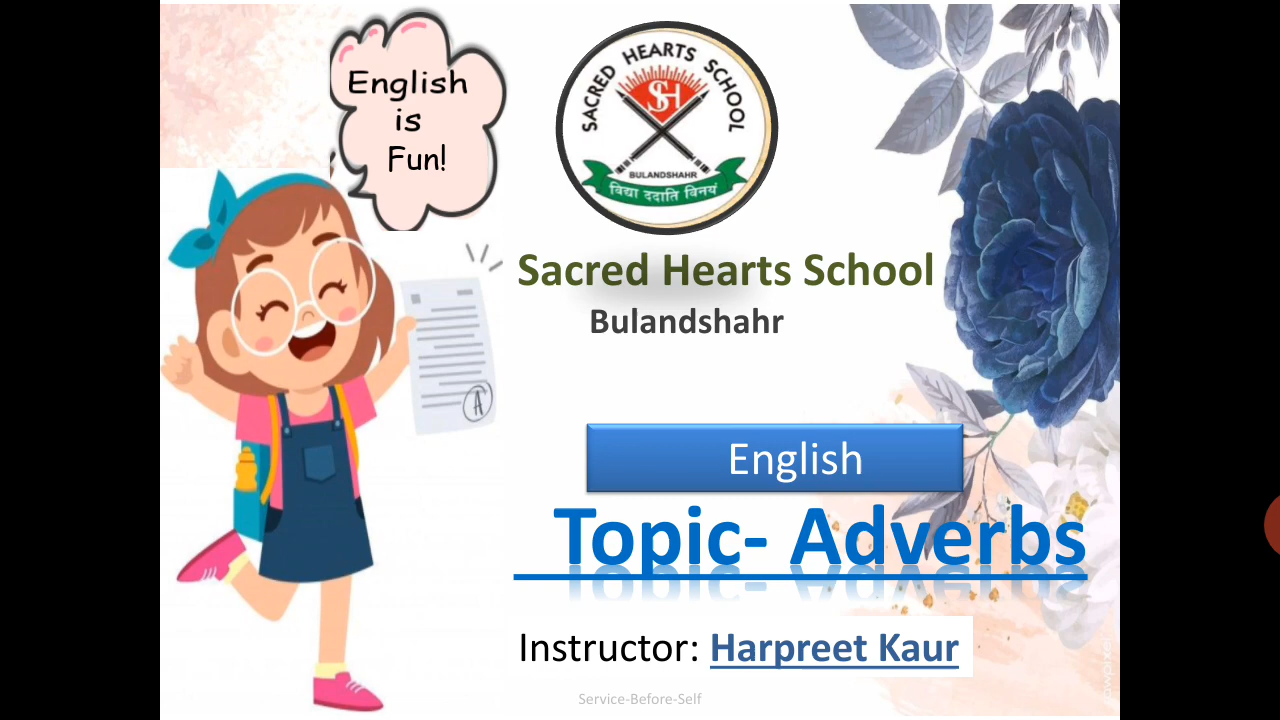 English
is
Fun!
SACRED HEARTS SCHOOL
SH
BULANDSHAHR
विद्या ददाति विनयं
Sacred Hearts School
Bulandshahr
English
Topic- Adverbs
Instructor: Harpreet Kaur
Service-Before-Self
A
rawpixel